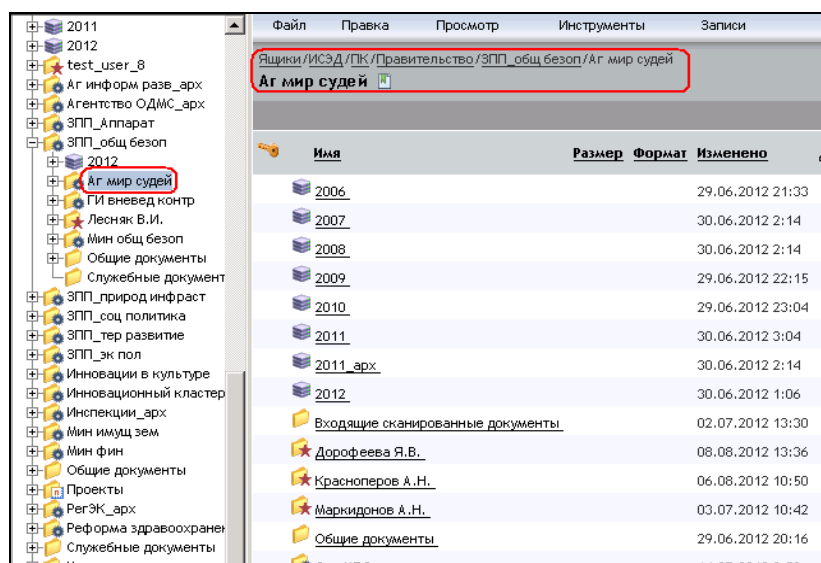 2011
2012
test_user_8
Аг информ разв_арх
Агентство ОДМС_арх
ЗПП_Аппарат
ЗПП_общ безоп
2012
Аг мир судей
ГИ вневед контр
Лесняк В.И.
Мин общ безоп
Общие документы
Служебные документ
ЗПП_природ инфраст
ЗПП_соц политика
ЗПП_тер развитие
ЗПП_эк пол
Инновации в культуре
Инновационный кластер
Инспекции_арх
Мин имущ зем
Мин фин
Общие документы
Проекты
РегЭК_арх
Реформа здравоохранен
Служебные документы
Файл Правка Просмотр Инструменты Записи
Ящики/ИСЭД/ПК/Правительство/ЗПП_общ безоп/Аг мир судей
Аг мир судей
Имя Размер Формат Изменено
2006 29.06.2012 21:33
2007 30.06.2012 2:14
2008 30.06.2012 2:14
2009 29.06.2012 22:15
2010 29.06.2012 23:04
2011 30.06.2012 3:04
2011_арх 30.06.2012 2:14
2012 30.06.2012 1:06
Входящие сканированные документы 02.07.2012 13:30
Дорофеева Я.В. 08.08.2012 13:36
Красноперов А.Н. 06.08.2012 10:50
Маркидонов А.Н. 03.07.2012 10:42
Общие документы 29.06.2012 20:16